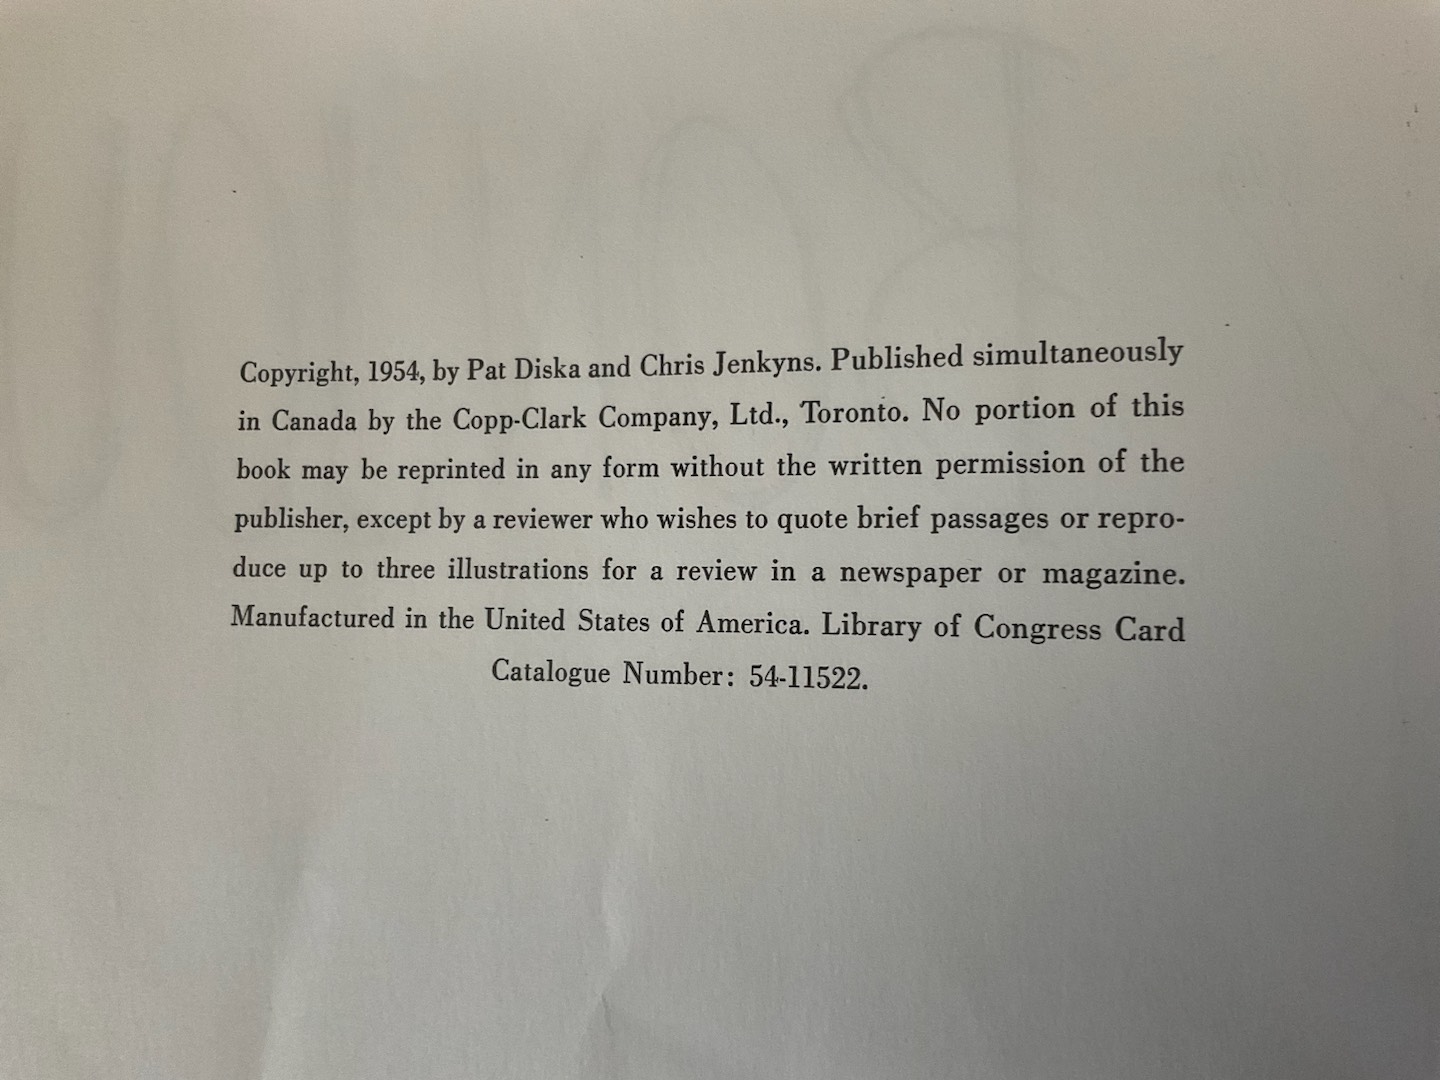 Copyright, 1954, by Pat Diska and Chris Jenkyns. Published simultaneously
in Canada by the Copp-Clark Company, Ltd., Toronto. No portion of this
book may be reprinted in any form without the written permission of the
publisher, except by a reviewer who wishes to quote brief passages or repro-
duce up to three illustrations for a review in a newspaper or magazine.
Manufactured in the United States of America. Library of Congress Card
Catalogue Number: 54-11522.